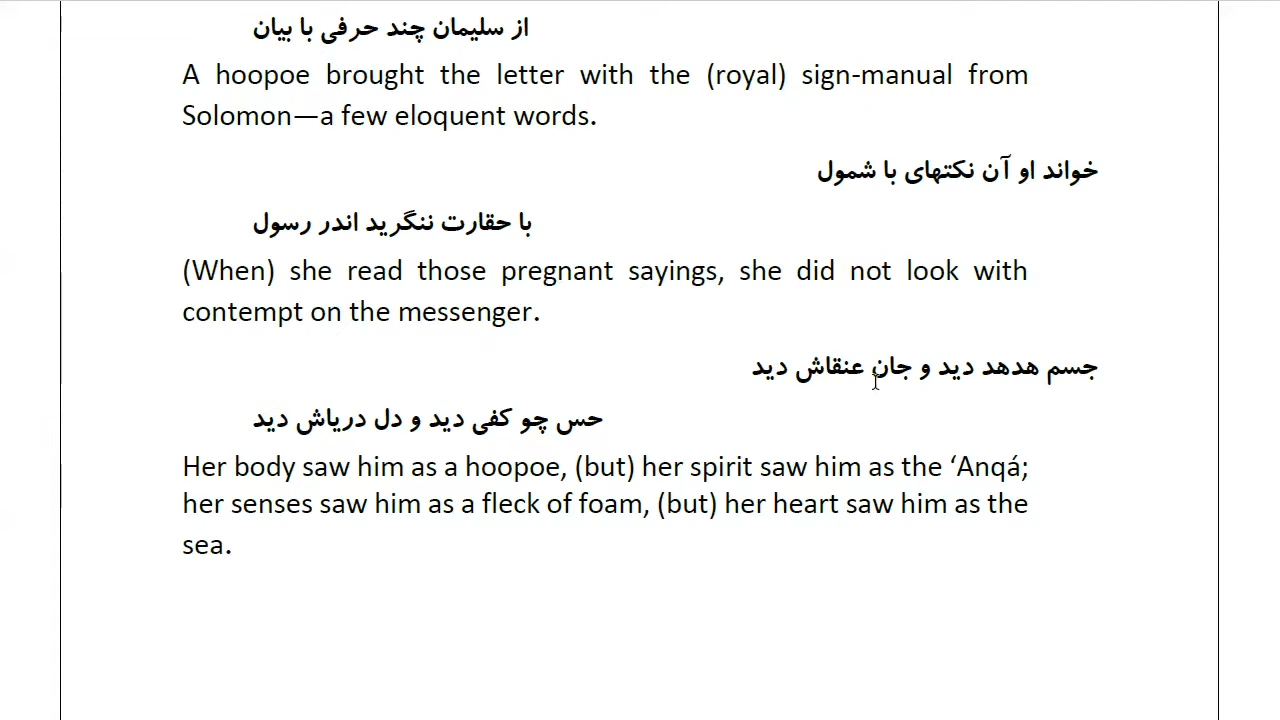 از سلیمان چند حرفی با بیان
A hoopoe brought the letter with the (royal) sign-manual from
Solomon—a few eloquent words.
خواند او آن نکتهای با شمول
با حقارت ننگرید اندر رسول
(When) she read those pregnant sayings, she did not look with
contempt on the messenger.
جسم هدهد دید و جان عنقاش دید
حس چو کفی دید و دل دریاش دید
Her body saw him as a hoopoe, (but) her spirit saw him as the ‘Anqá;
her senses saw him as a fleck of foam, (but) her heart saw him as the
sea.